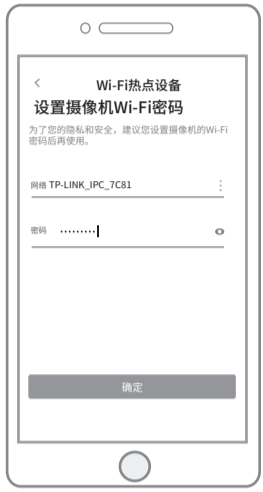 Wi-Fi热点设备
设置摄像机Wi-Fi密码
为了您的隐私和安全，建议您设置摄像机的Wi-Fi
密码后再使用。
网络 TP-LINK_IPC_7C81
密码 ·········
确定